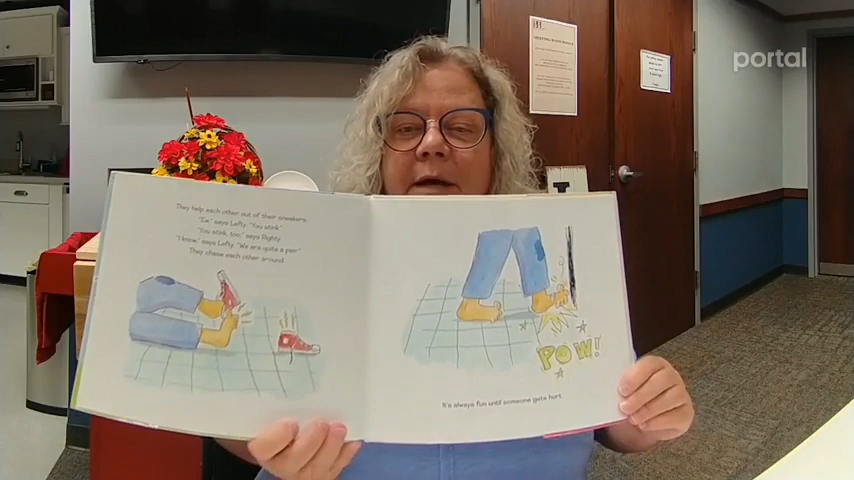 portal
They help each other out of their sneakers.
"Ew," says Lefty. "You stink."
"You stink, too," says Righty.
"I know," says Lefty. "We are quite a pair."
They chase each other around.
POW!
It's always fun until someone gets hurt.